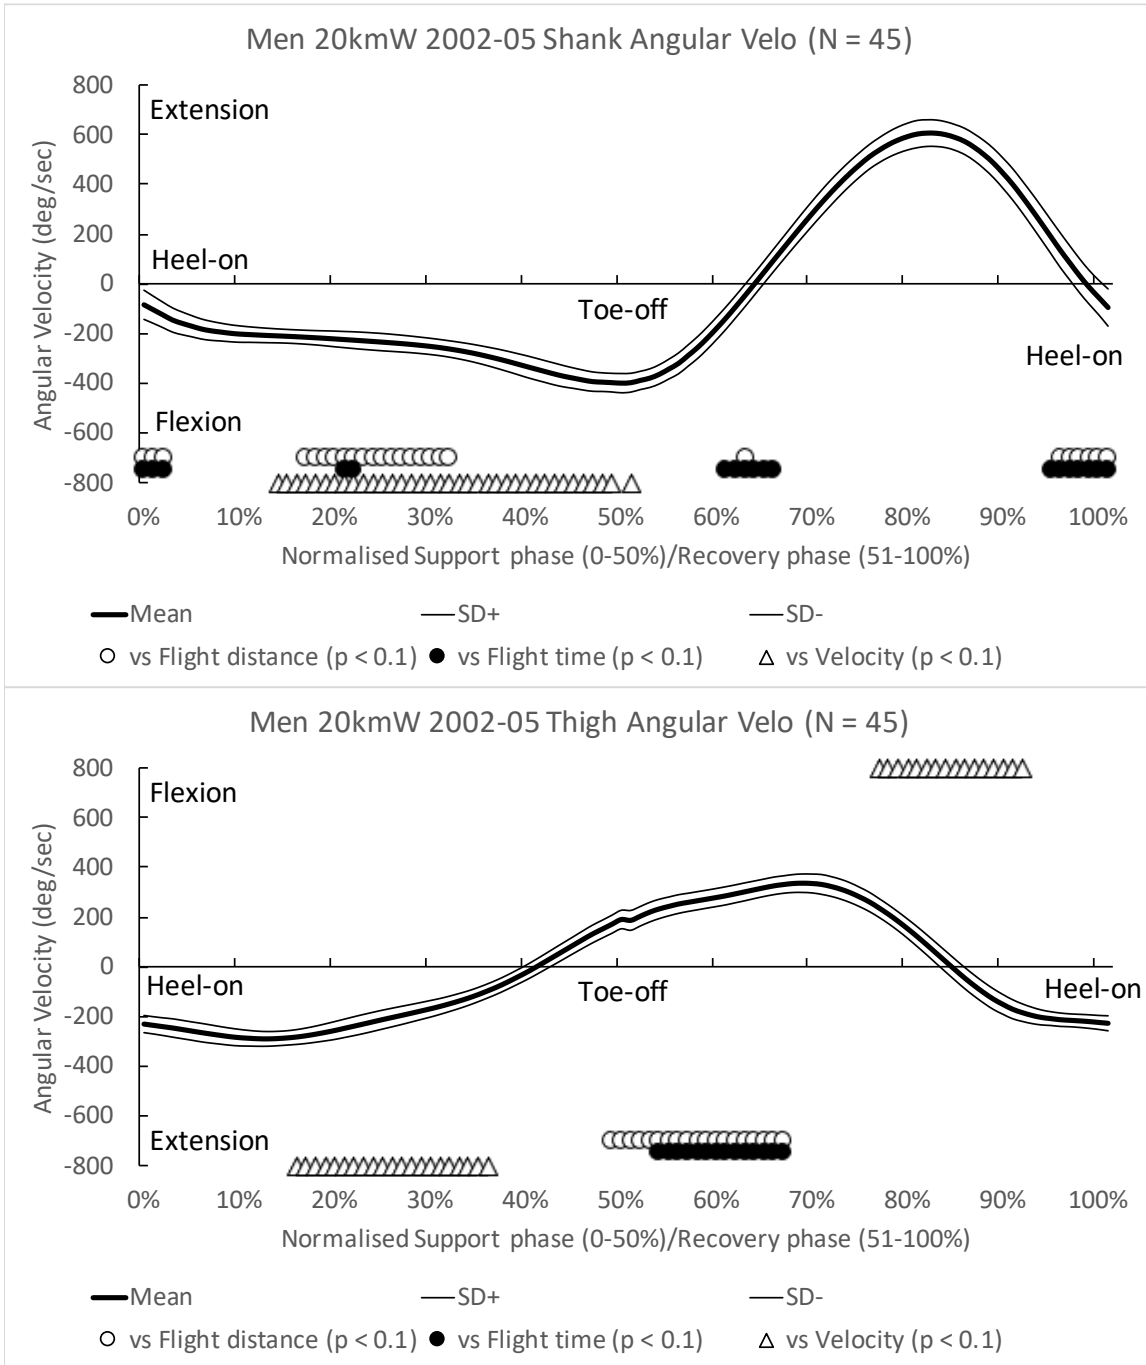 Men 20kmW 2002-05 Shank Angular Velo (N = 45)
Angular Velocity (deg/sec)
800
600
400
200
0
-200
-400
-600
-800
Extension
Heel-on
Toe-off
Heel-on
Flexion
0% 10% 20% 30% 40% 50% 60% 70% 80% 90% 100%
Normalised Support phase (0-50%)/Recovery phase (51-100%)
Mean SD+ SD-
vs Flight distance (p < 0.1) vs Flight time (p < 0.1) vs Velocity (p < 0.1)
Men 20kmW 2002-05 Thigh Angular Velo (N = 45)
Angular Velocity (deg/sec)
800
600
400
200
0
-200
-400
-600
-800
Flexion
Heel-on
Toe-off
Heel-on
Extension
0% 10% 20% 30% 40% 50% 60% 70% 80% 90% 100%
Normalised Support phase (0-50%)/Recovery phase (51-100%)
Mean SD+ SD-
vs Flight distance (p < 0.1) vs Flight time (p < 0.1) vs Velocity (p < 0.1)